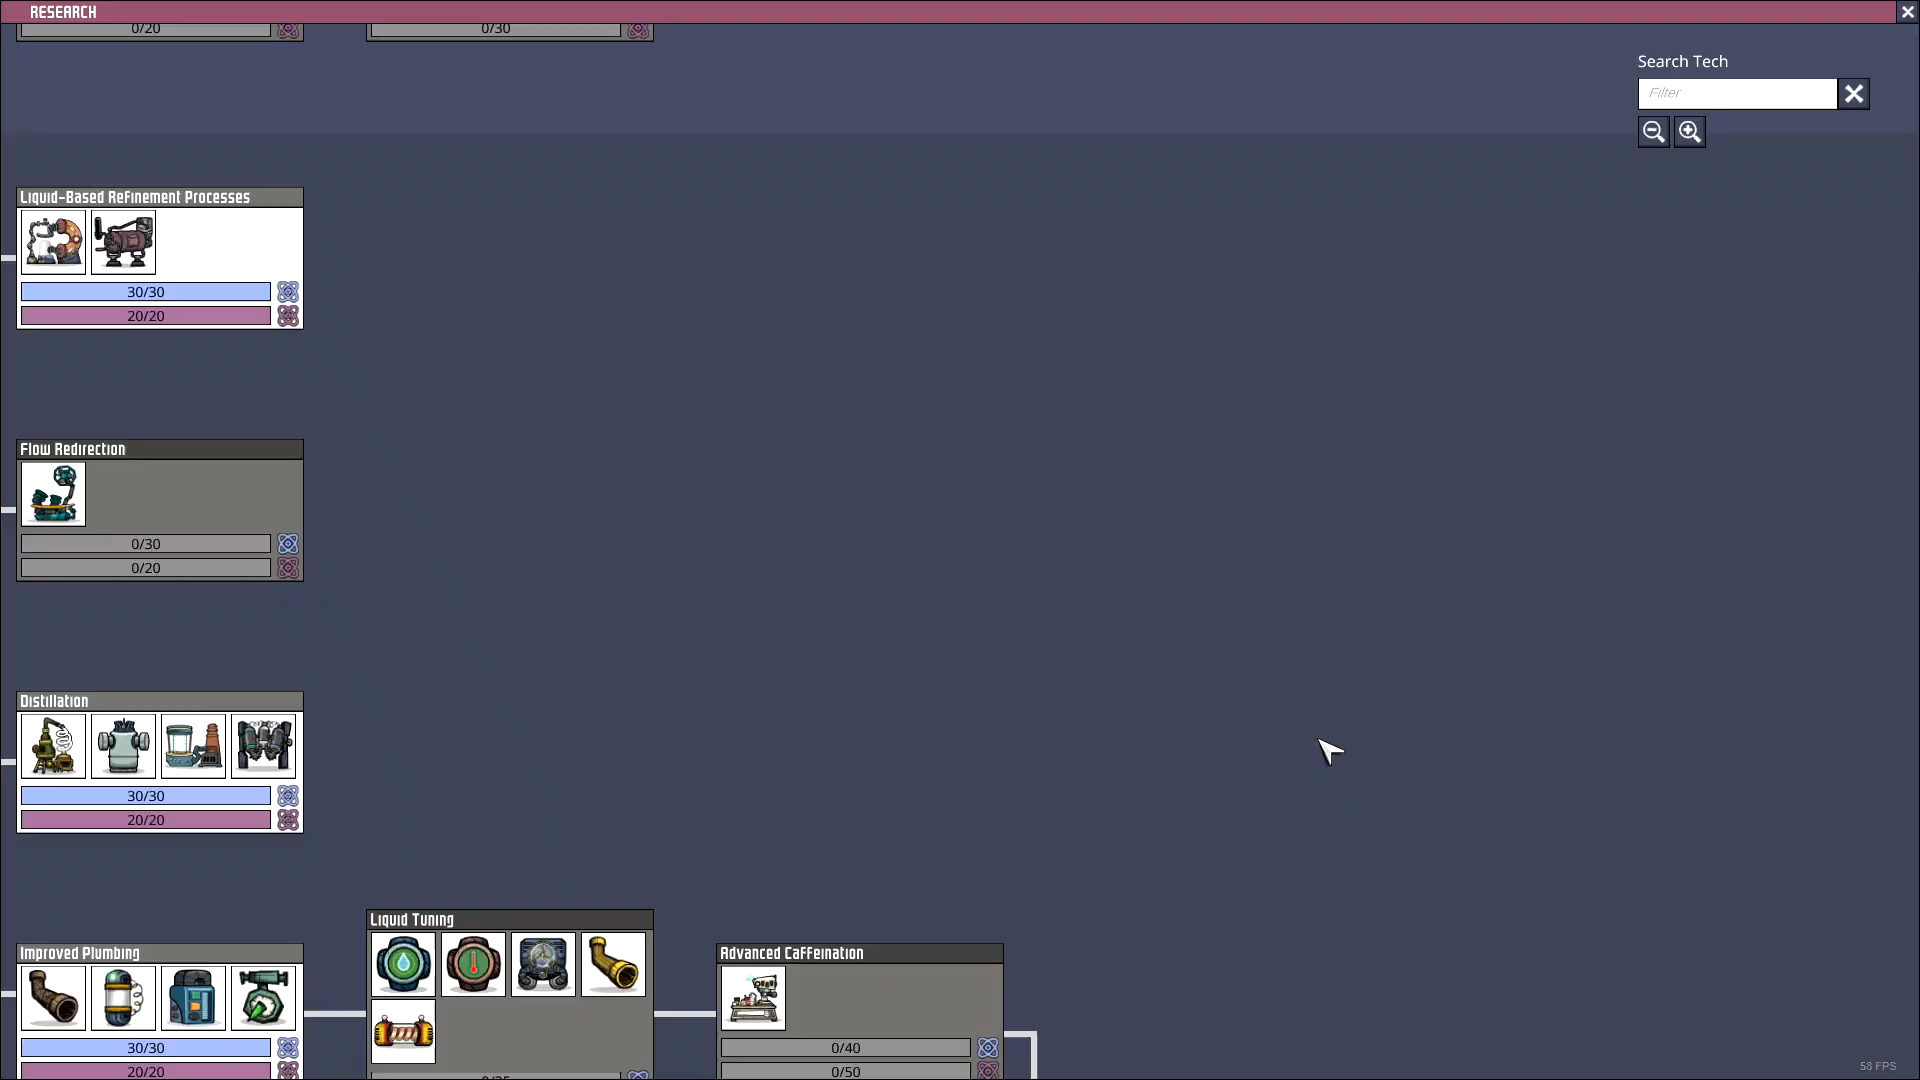 RESEARCH
0/20
0/30
Search Tech
Filter
Liquid-Based Refinement Processes
30/30
20/20
Flow Redirection
0/30
0/20
Distillation
30/30
20/20
Liquid Tuning
Improved Plumbing
Advanced Caffeination
30/30
0/40
20/20
0/50
58 FPS